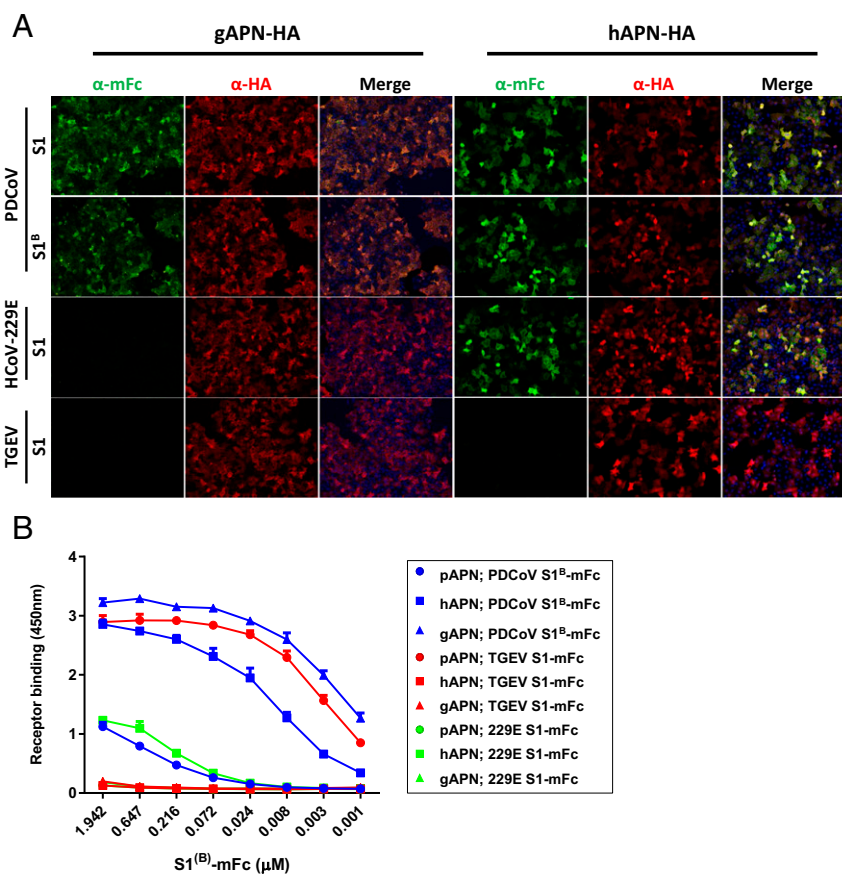 A
gAPN-HA
hAPN-HA
α-mFc α-HA Merge α-mFc α-HA Merge
PDCoV
S1
S1ᴮ
HCoV-229E
S1
TGEV
S1
B
Receptor binding (450nm)
4
3
2
1
0
1.942 0.647 0.216 0.072 0.024 0.008 0.003 0.001
S1⁽ᴮ⁾-mFc (μM)
pAPN; PDCoV S1ᴮ-mFc
hAPN; PDCoV S1ᴮ-mFc
gAPN; PDCoV S1ᴮ-mFc
pAPN; TGEV S1-mFc
hAPN; TGEV S1-mFc
gAPN; TGEV S1-mFc
pAPN; 229E S1-mFc
hAPN; 229E S1-mFc
gAPN; 229E S1-mFc